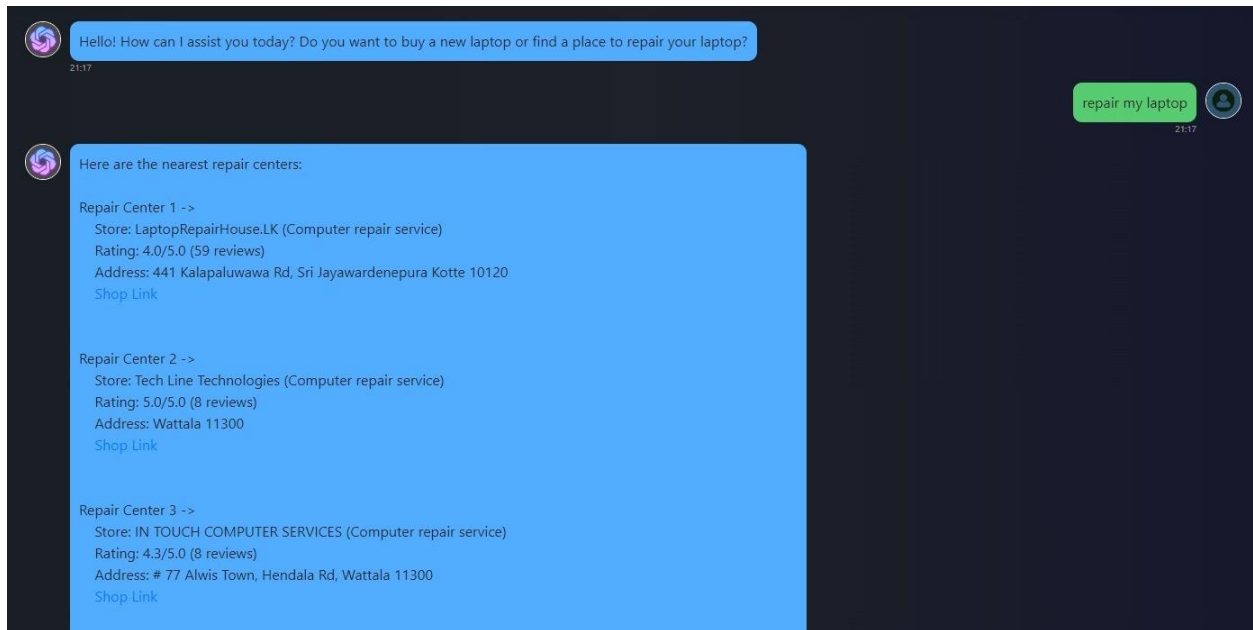 Hello! How can I assist you today? Do you want to buy a new laptop or find a place to repair your laptop?
21:17
repair my laptop
21:17
Here are the nearest repair centers:
Repair Center 1 ->
Store: LaptopRepairHouse.LK (Computer repair service)
Rating: 4.0/5.0 (59 reviews)
Address: 441 Kalapaluwawa Rd, Sri Jayawardenepura Kotte 10120
Shop Link
Repair Center 2 ->
Store: Tech Line Technologies (Computer repair service)
Rating: 5.0/5.0 (8 reviews)
Address: Wattala 11300
Shop Link
Repair Center 3 ->
Store: IN TOUCH COMPUTER SERVICES (Computer repair service)
Rating: 4.3/5.0 (8 reviews)
Address: # 77 Alwis Town, Hendala Rd, Wattala 11300
Shop Link